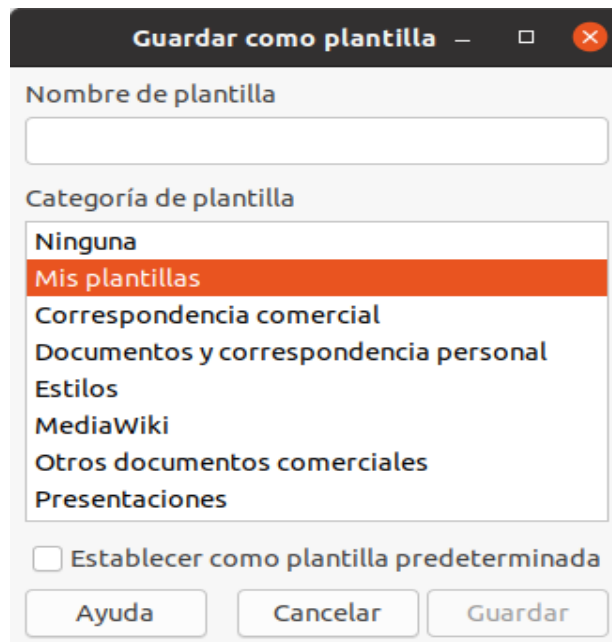 Guardar como plantilla
Nombre de plantilla
Categoría de plantilla
Ninguna
Mis plantillas
Correspondencia comercial
Documentos y correspondencia personal
Estilos
MediaWiki
Otros documentos comerciales
Presentaciones
Establecer como plantilla predeterminada
Ayuda Cancelar Guardar